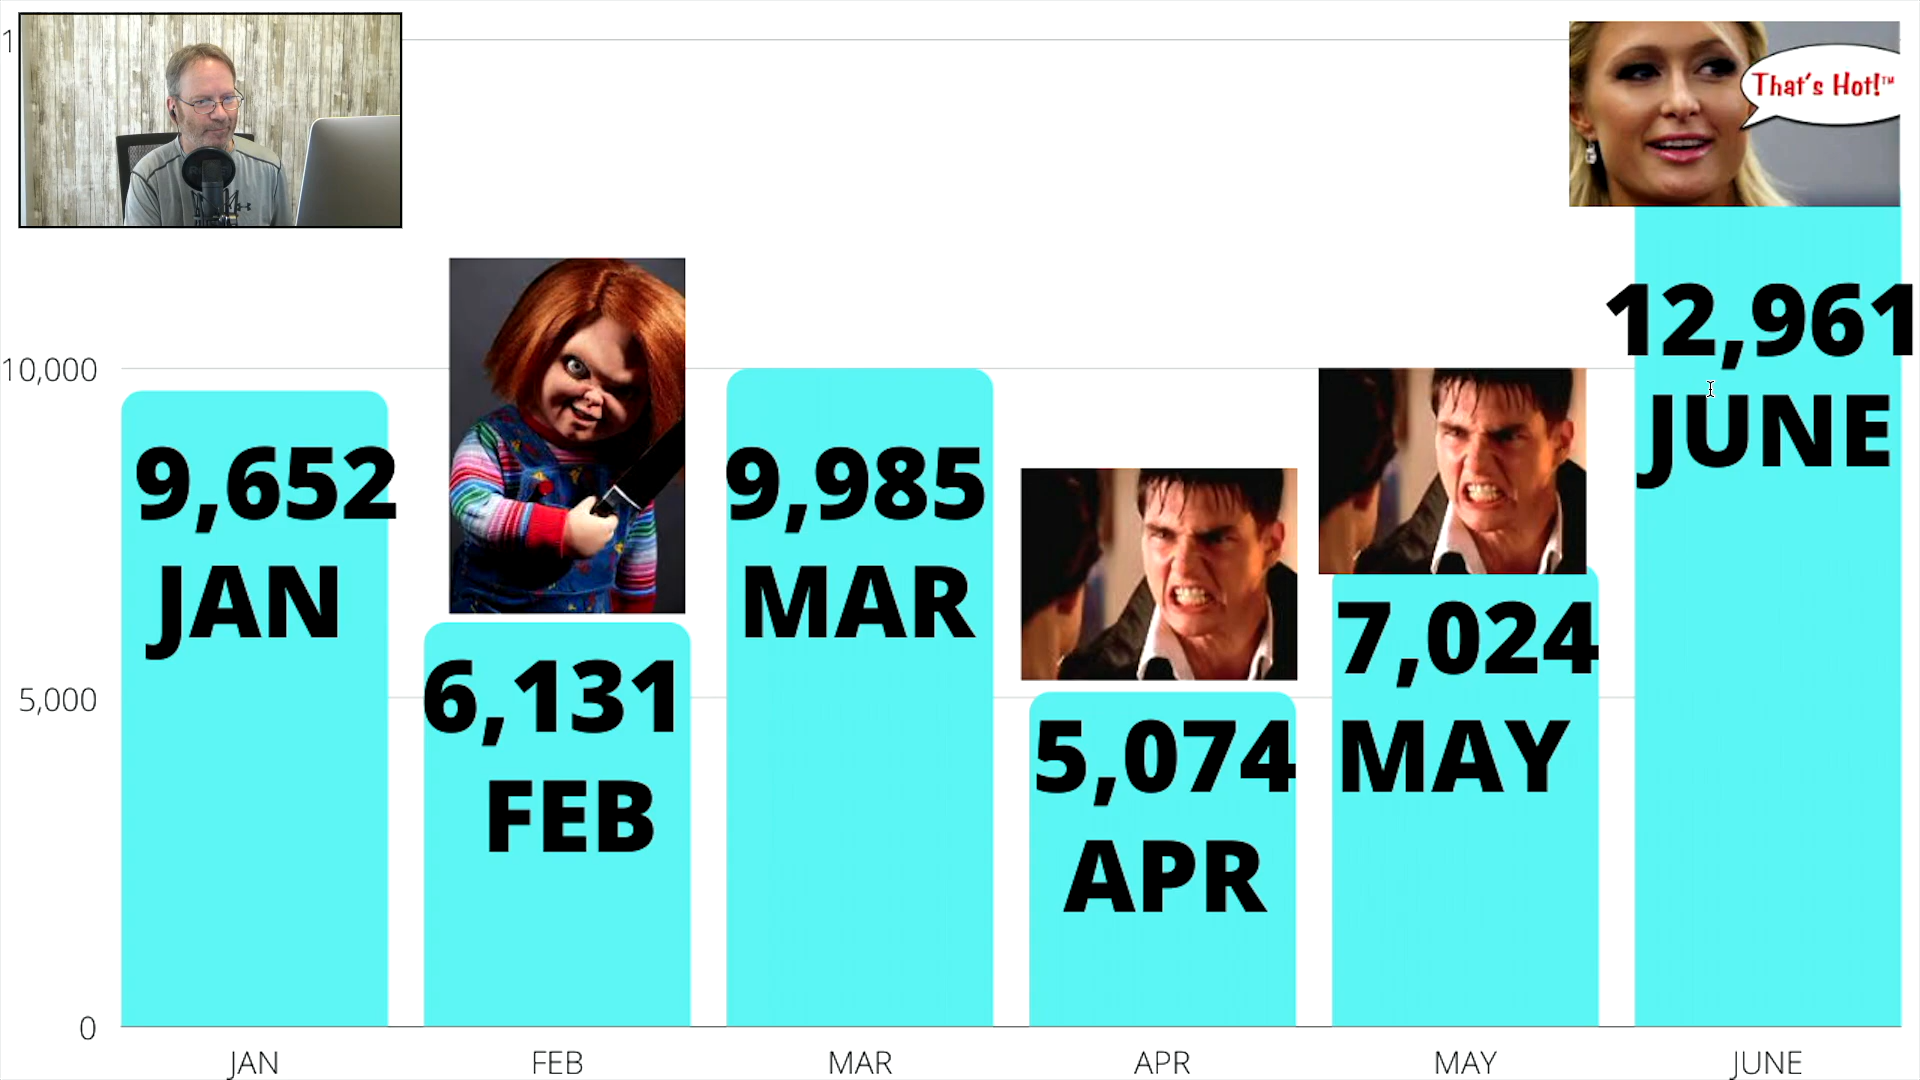 That's Hot!™
12,961
JUNE
10,000
9,652
JAN
9,985
MAR
7,024
MAY
6,131
FEB
5,000
5,074
APR
0
JAN
FEB
MAR
APR
MAY
JUNE